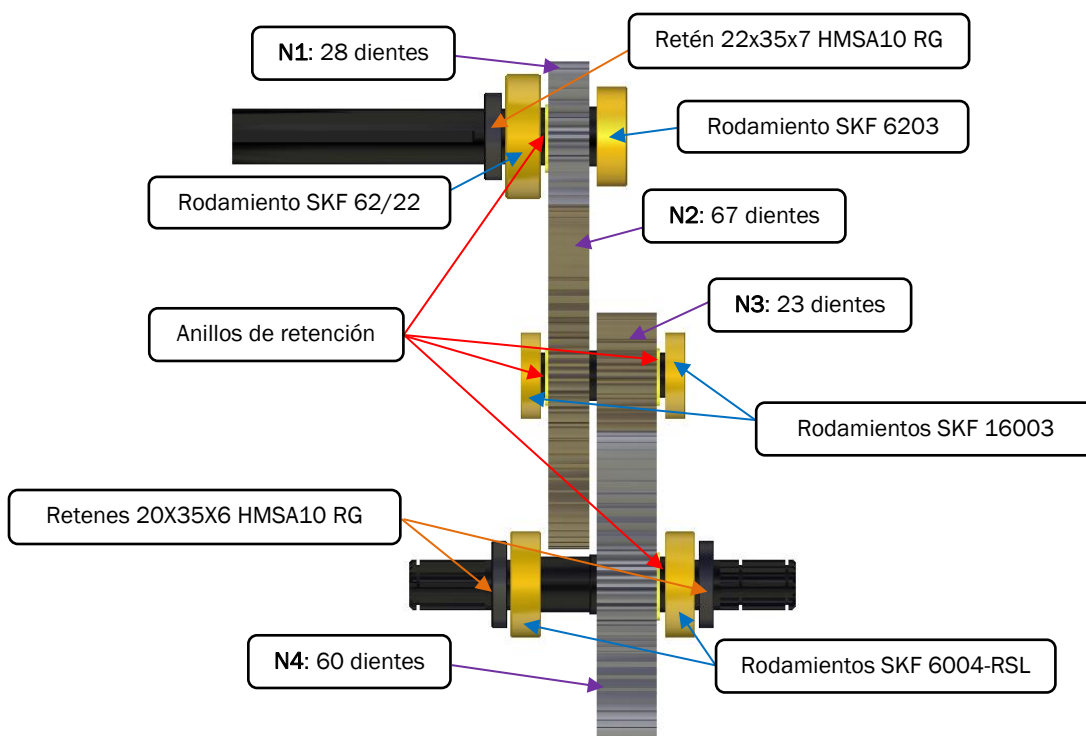 Retén 22x35x7 HMSA10 RG
N1: 28 dientes
Rodamiento SKF 6203
Rodamiento SKF 62/22
N2: 67 dientes
N3: 23 dientes
Anillos de retención
Rodamientos SKF 16003
Retenes 20X35X6 HMSA10 RG
N4: 60 dientes
Rodamientos SKF 6004-RSL